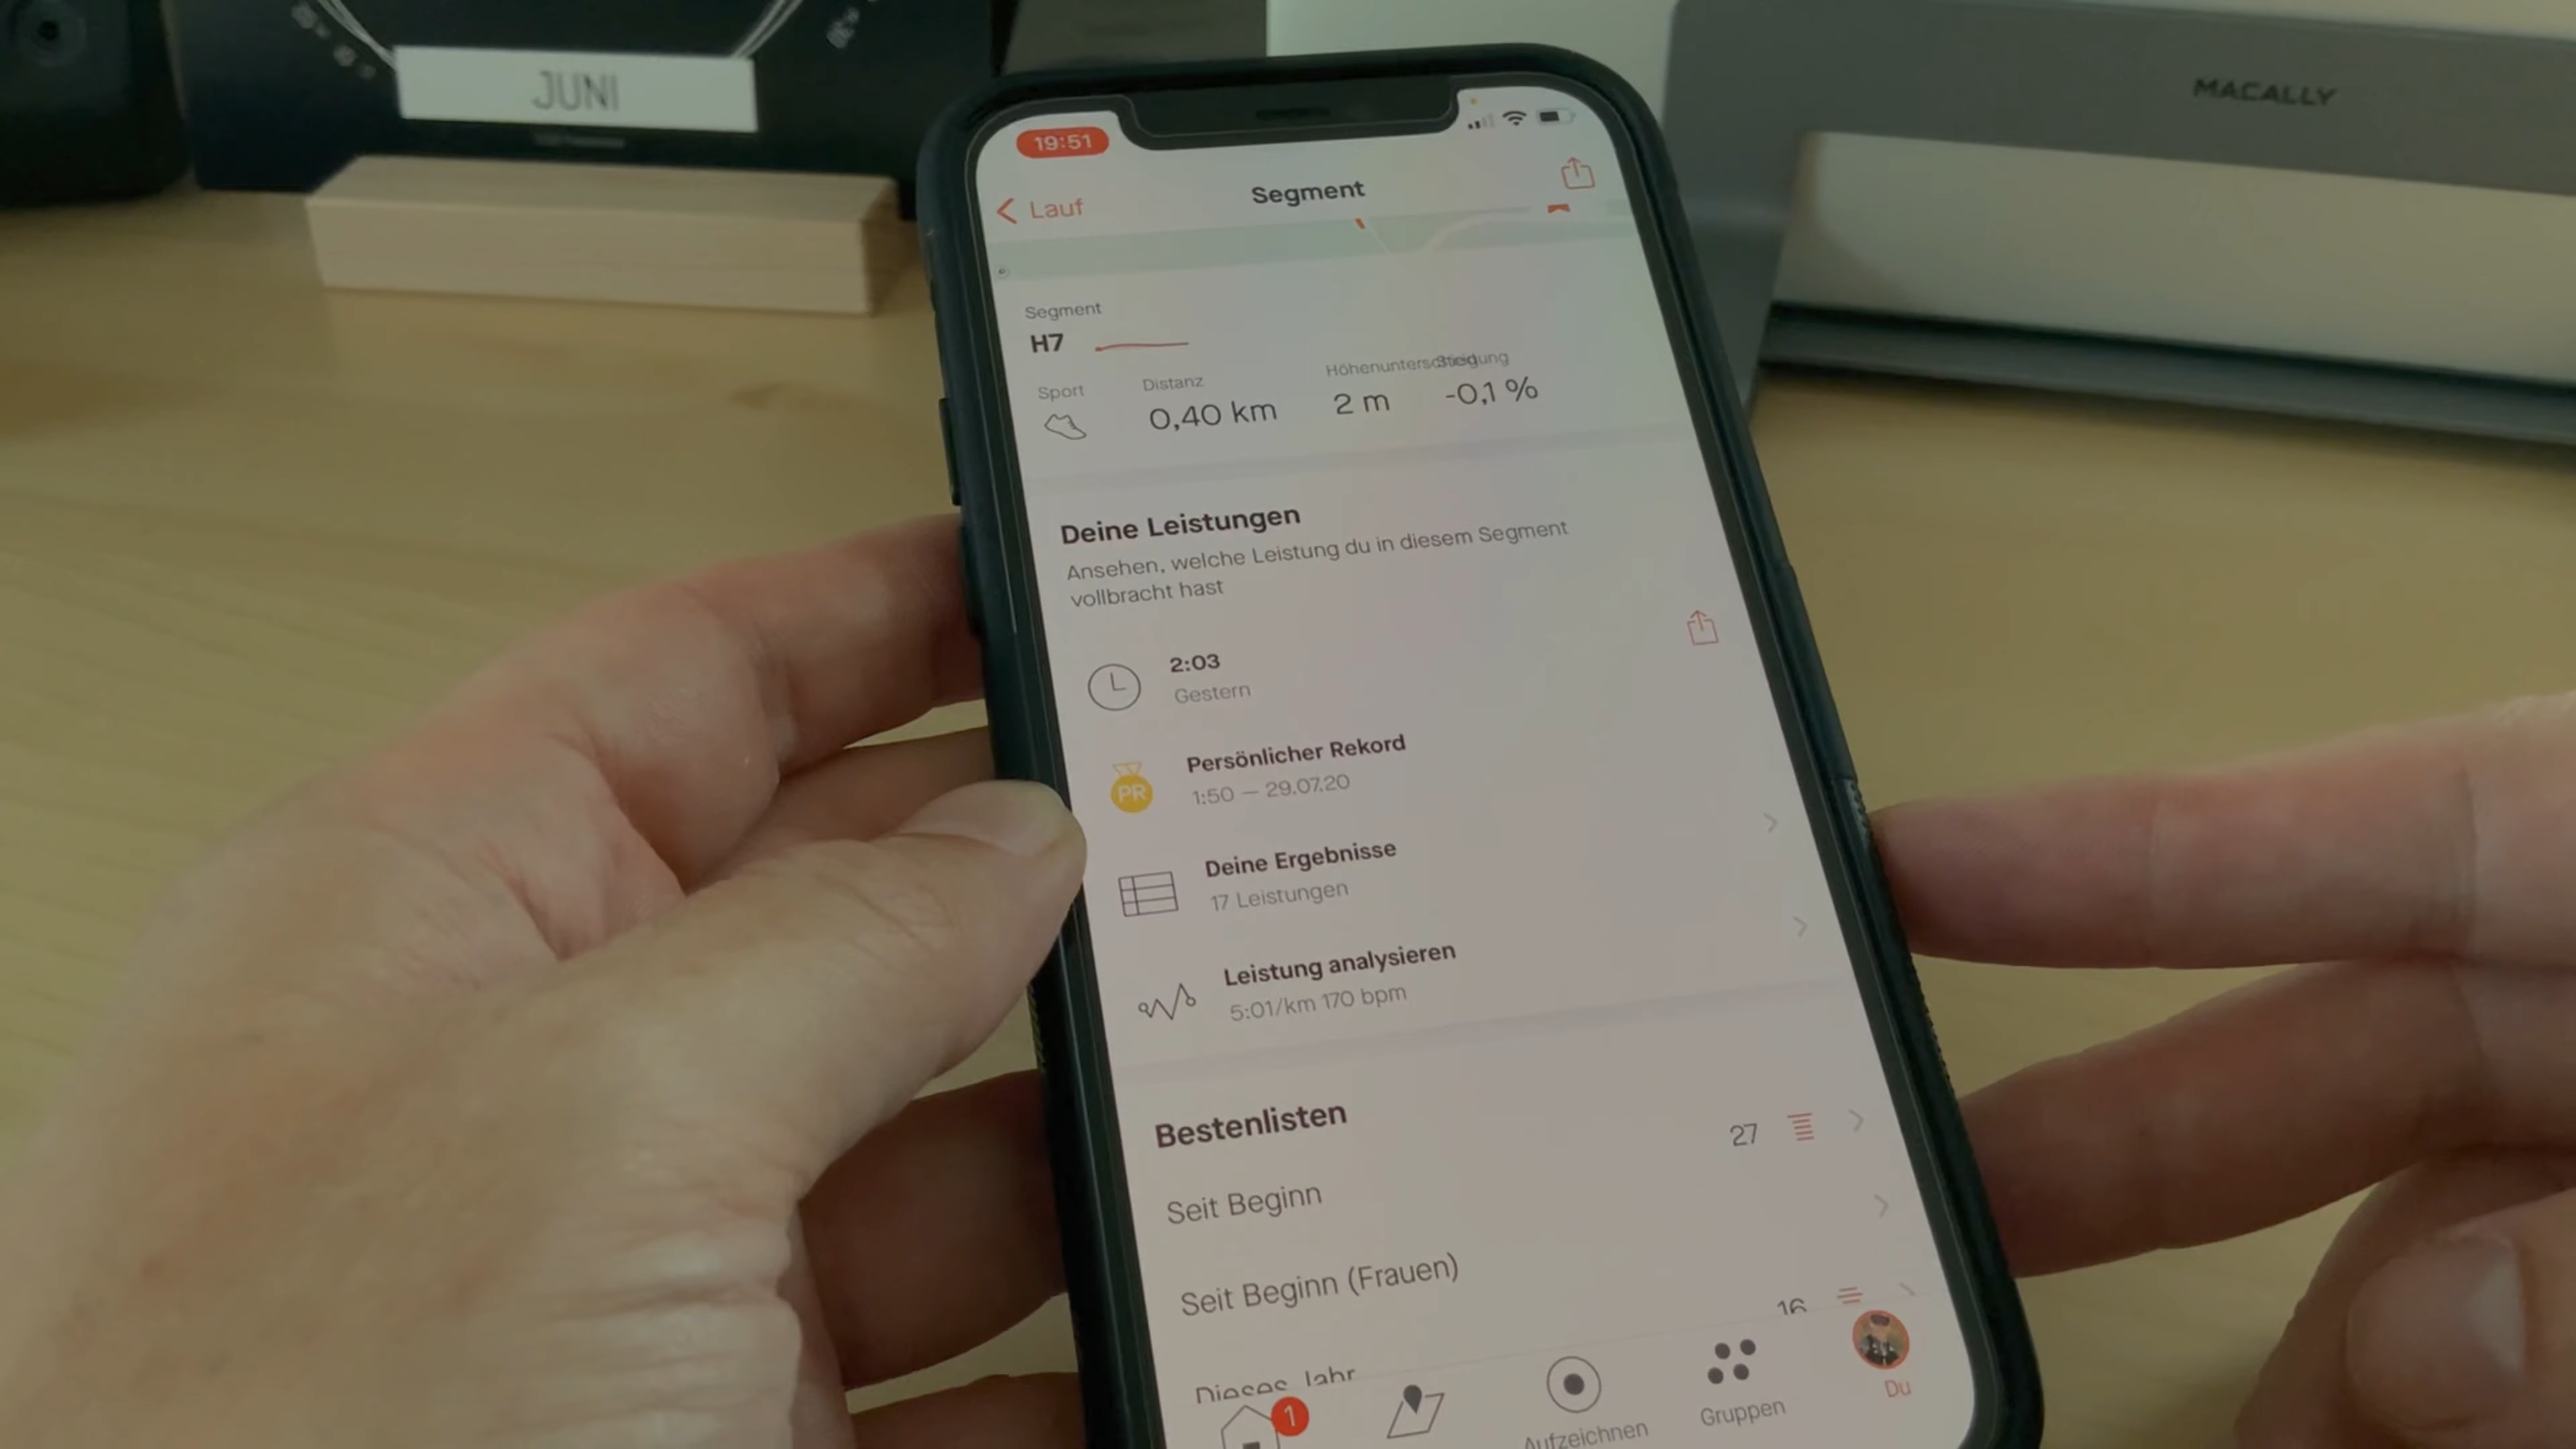 JUNI
MACALLY
19:51
Lauf
Segment
Segment
H7
Sport
Distanz
0,40 km
2 m
-0,1 %
Deine Leistungen
Ansehen, welche Leistung du in diesem Segment
vollbracht hast
2:03
Gestern
PR
Persönlicher Rekord
1:50 — 29.07.20
Deine Ergebnisse
17 Leistungen
Leistung analysieren
5:01/km 170 bpm
Bestenlisten
Seit Beginn
27
Seit Beginn (Frauen)
Dieses Jahr
16
1
Aufzeichnen
Gruppen
Du